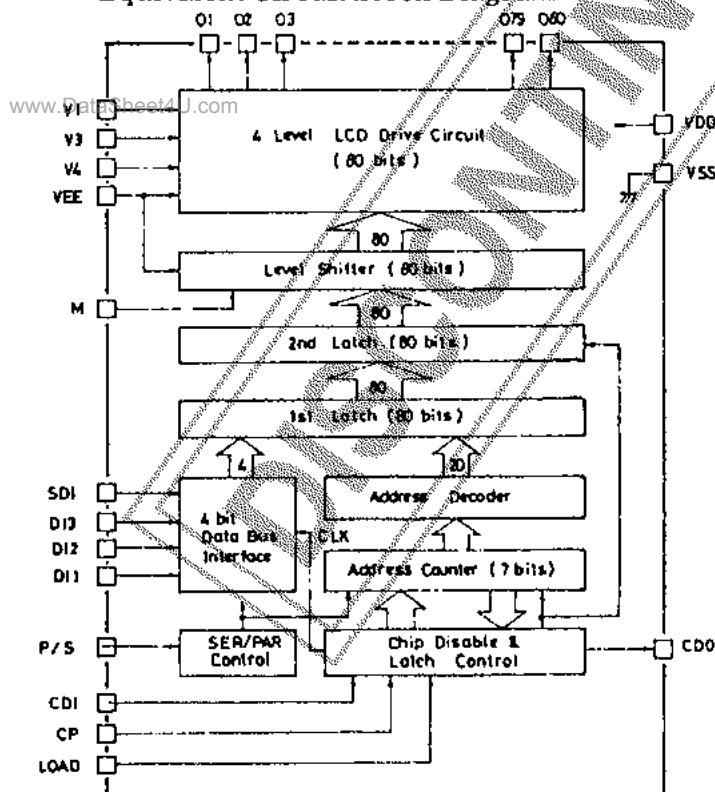 Equivalent Circuit Block Diagram
O1 O2 O3 O79 O80
www.DataSheet4U.com
V1
V3
V4
VEE
4 Level LCD Drive Circuit
(80 bits)
VDD
VSS
80
Level Shifter (80 bits)
M
80
2nd Latch (80 bits)
80
1st Latch (80 bits)
4
20
SDI
DI3
DI2
DI1
4 bit
Data Bus
Interface
CLK
Address Decoder
Address Counter (7 bits)
P/S
SER/PAR
Control
Chip Disable &
Latch Control
CDO
CDI
CP
LOAD
DISCONTIN